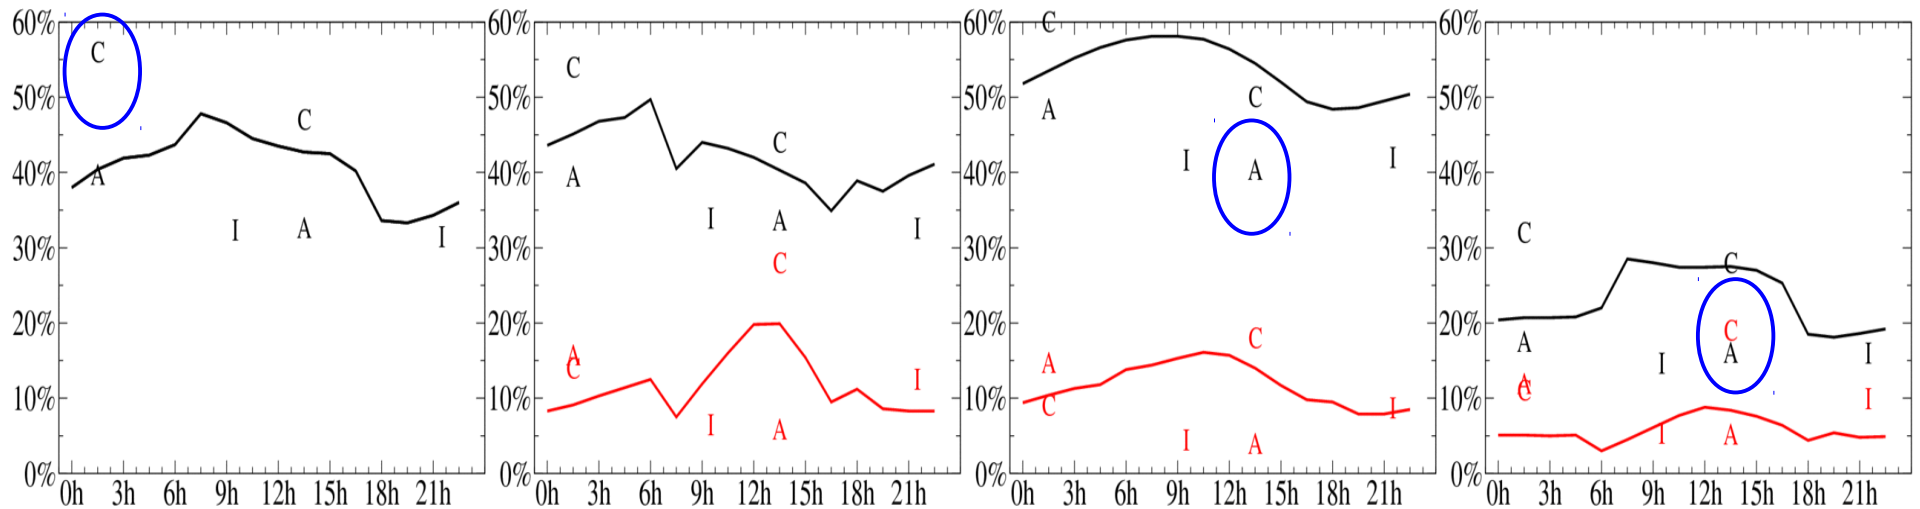 60% 60% 60% 60%
50% 50% 50% 50%
40% 40% 40% 40%
30% 30% 30% 30%
20% 20% 20% 20%
10% 10% 10% 10%
0% 0% 0% 0%
C A I C A I
C A I C A I
A C I C A I
C A I C A I
A C I C A I
C A I C A I
A C I C A I
0h 3h 6h 9h 12h 15h 18h 21h
0h 3h 6h 9h 12h 15h 18h 21h
0h 3h 6h 9h 12h 15h 18h 21h
0h 3h 6h 9h 12h 15h 18h 21h